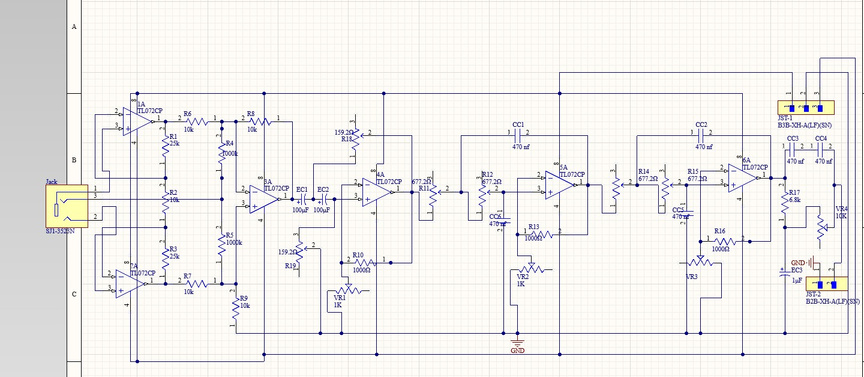 A
B
C
Jack
SJ1-3523N
1A
TL072CP
2A
TL072CP
3A
TL072CP
4A
TL072CP
5A
TL072CP
6A
TL072CP
R6
10k
R8
10k
R1
25k
R4
R2
10k
R3
25k
R5
1000k
R7
10k
R9
10k
EC1
100µF
EC2
100µF
159.2Ω
R18
159.2Ω
R19
R10
1000Ω
VR1
1K
677.2Ω
R11
R12
677.2Ω
CC1
470 nf
CC6
470 nf
R13
1000Ω
VR2
1K
GND
R14
677.2Ω
R15
677.2Ω
CC2
470 nf
CC5
470 nf
R16
1000Ω
VR3
JST-1
B3B-XH-A(LF)(SN)
CC3
470 nf
CC4
470 nf
R17
6.8k
VR4
10K
GND
EC3
1µF
JST-2
B2B-XH-A(LF)(SN)